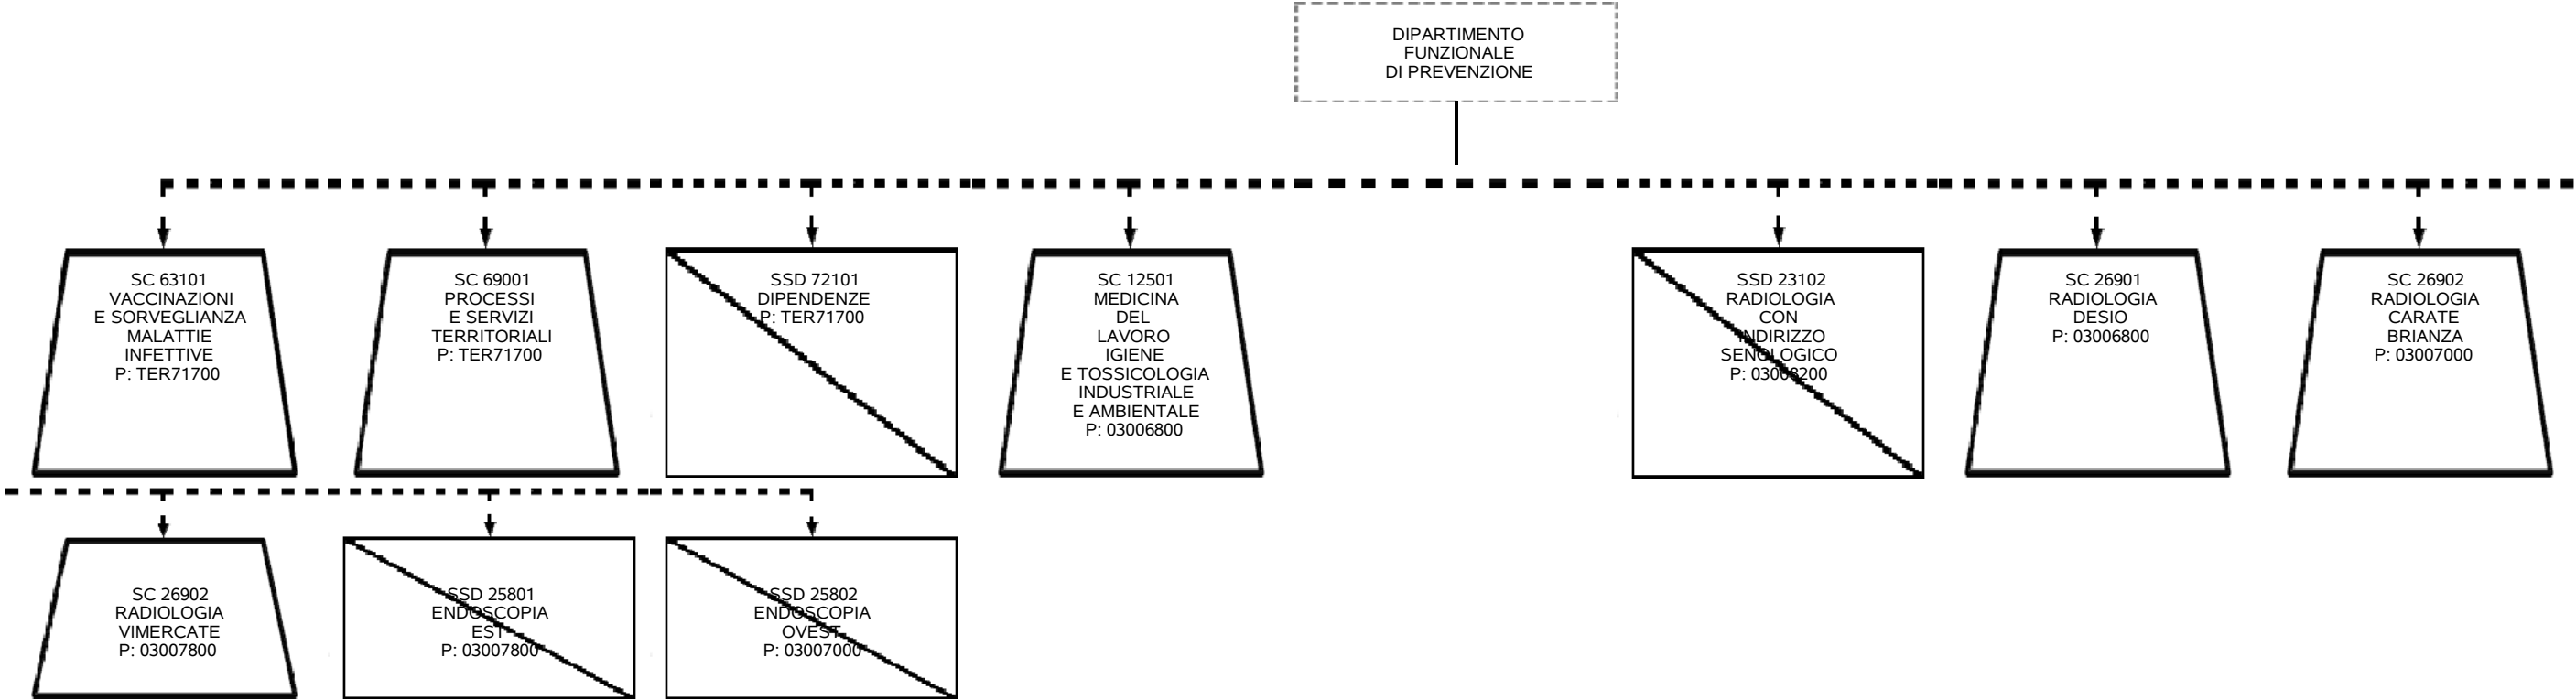 DIPARTIMENTO
FUNZIONALE
DI PREVENZIONE
SC 63101
VACCINAZIONI
E SORVEGLIANZA
MALATTIE
INFETTIVE
P: TER71700
SC 69001
PROCESSI
E SERVIZI
TERRITORIALI
P: TER71700
SSD 72101
DIPENDENZE
P: TER71700
SC 12501
MEDICINA
DEL
LAVORO
IGIENE
E TOSSICOLOGIA
INDUSTRIALE
E AMBIENTALE
P: 03006800
SSD 23102
RADIOLOGIA
CON
INDIRIZZO
SENOLOGICO
P: 03008200
SC 26901
RADIOLOGIA
DESIO
P: 03006800
SC 26902
RADIOLOGIA
CARATE
BRIANZA
P: 03007000
SC 26902
RADIOLOGIA
VIMERCATE
P: 03007800
SSD 25801
ENDOSCOPIA
EST
P: 03007800
SSD 25802
ENDOSCOPIA
OVEST
P: 03007000